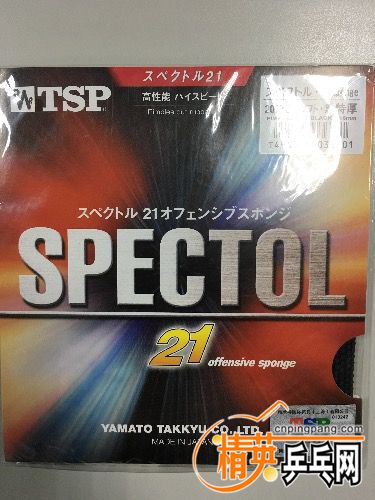 TSP
スペクトル21
高性能 ハイスピード
スペクトル 21オフェンシブスポンジ
SPECTOL
21
offensive sponge
YAMATO TAKKYU CO., LTD.
MADE IN JAPAN
cnpingpang.com
精英乒乓网